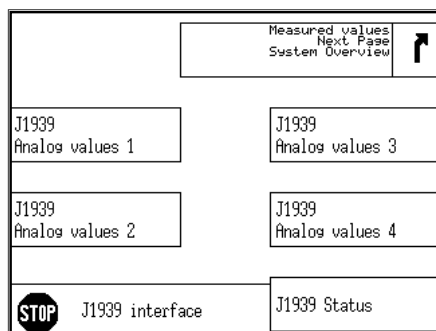 Measured values
Next Page
System Overview
J1939
Analog values 1
J1939
Analog values 3
J1939
Analog values 2
J1939
Analog values 4
STOP
J1939 interface
J1939 Status